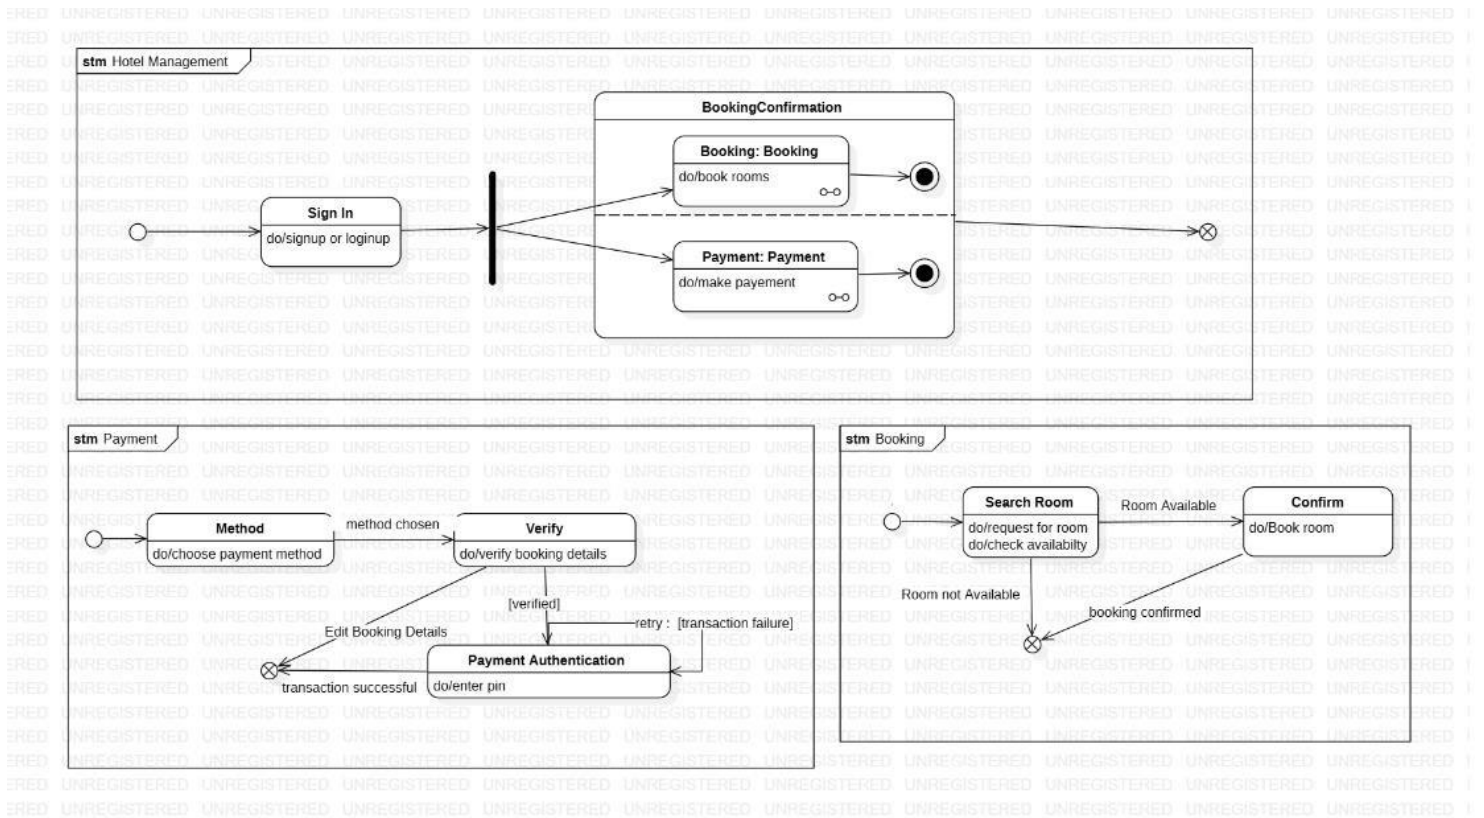 stm Hotel Management
BookingConfirmation
Booking: Booking
do/book rooms
Sign In
do/signup or loginup
Payment: Payment
do/make payement
stm Payment
Method
do/choose payment method
method chosen
Verify
do/verify booking details
[verified]
retry : [transaction failure]
Edit Booking Details
Payment Authentication
do/enter pin
transaction successful
stm Booking
Search Room
do/request for room
do/check availabilty
Room Available
Confirm
do/Book room
Room not Available
booking confirmed
UNREGISTERED